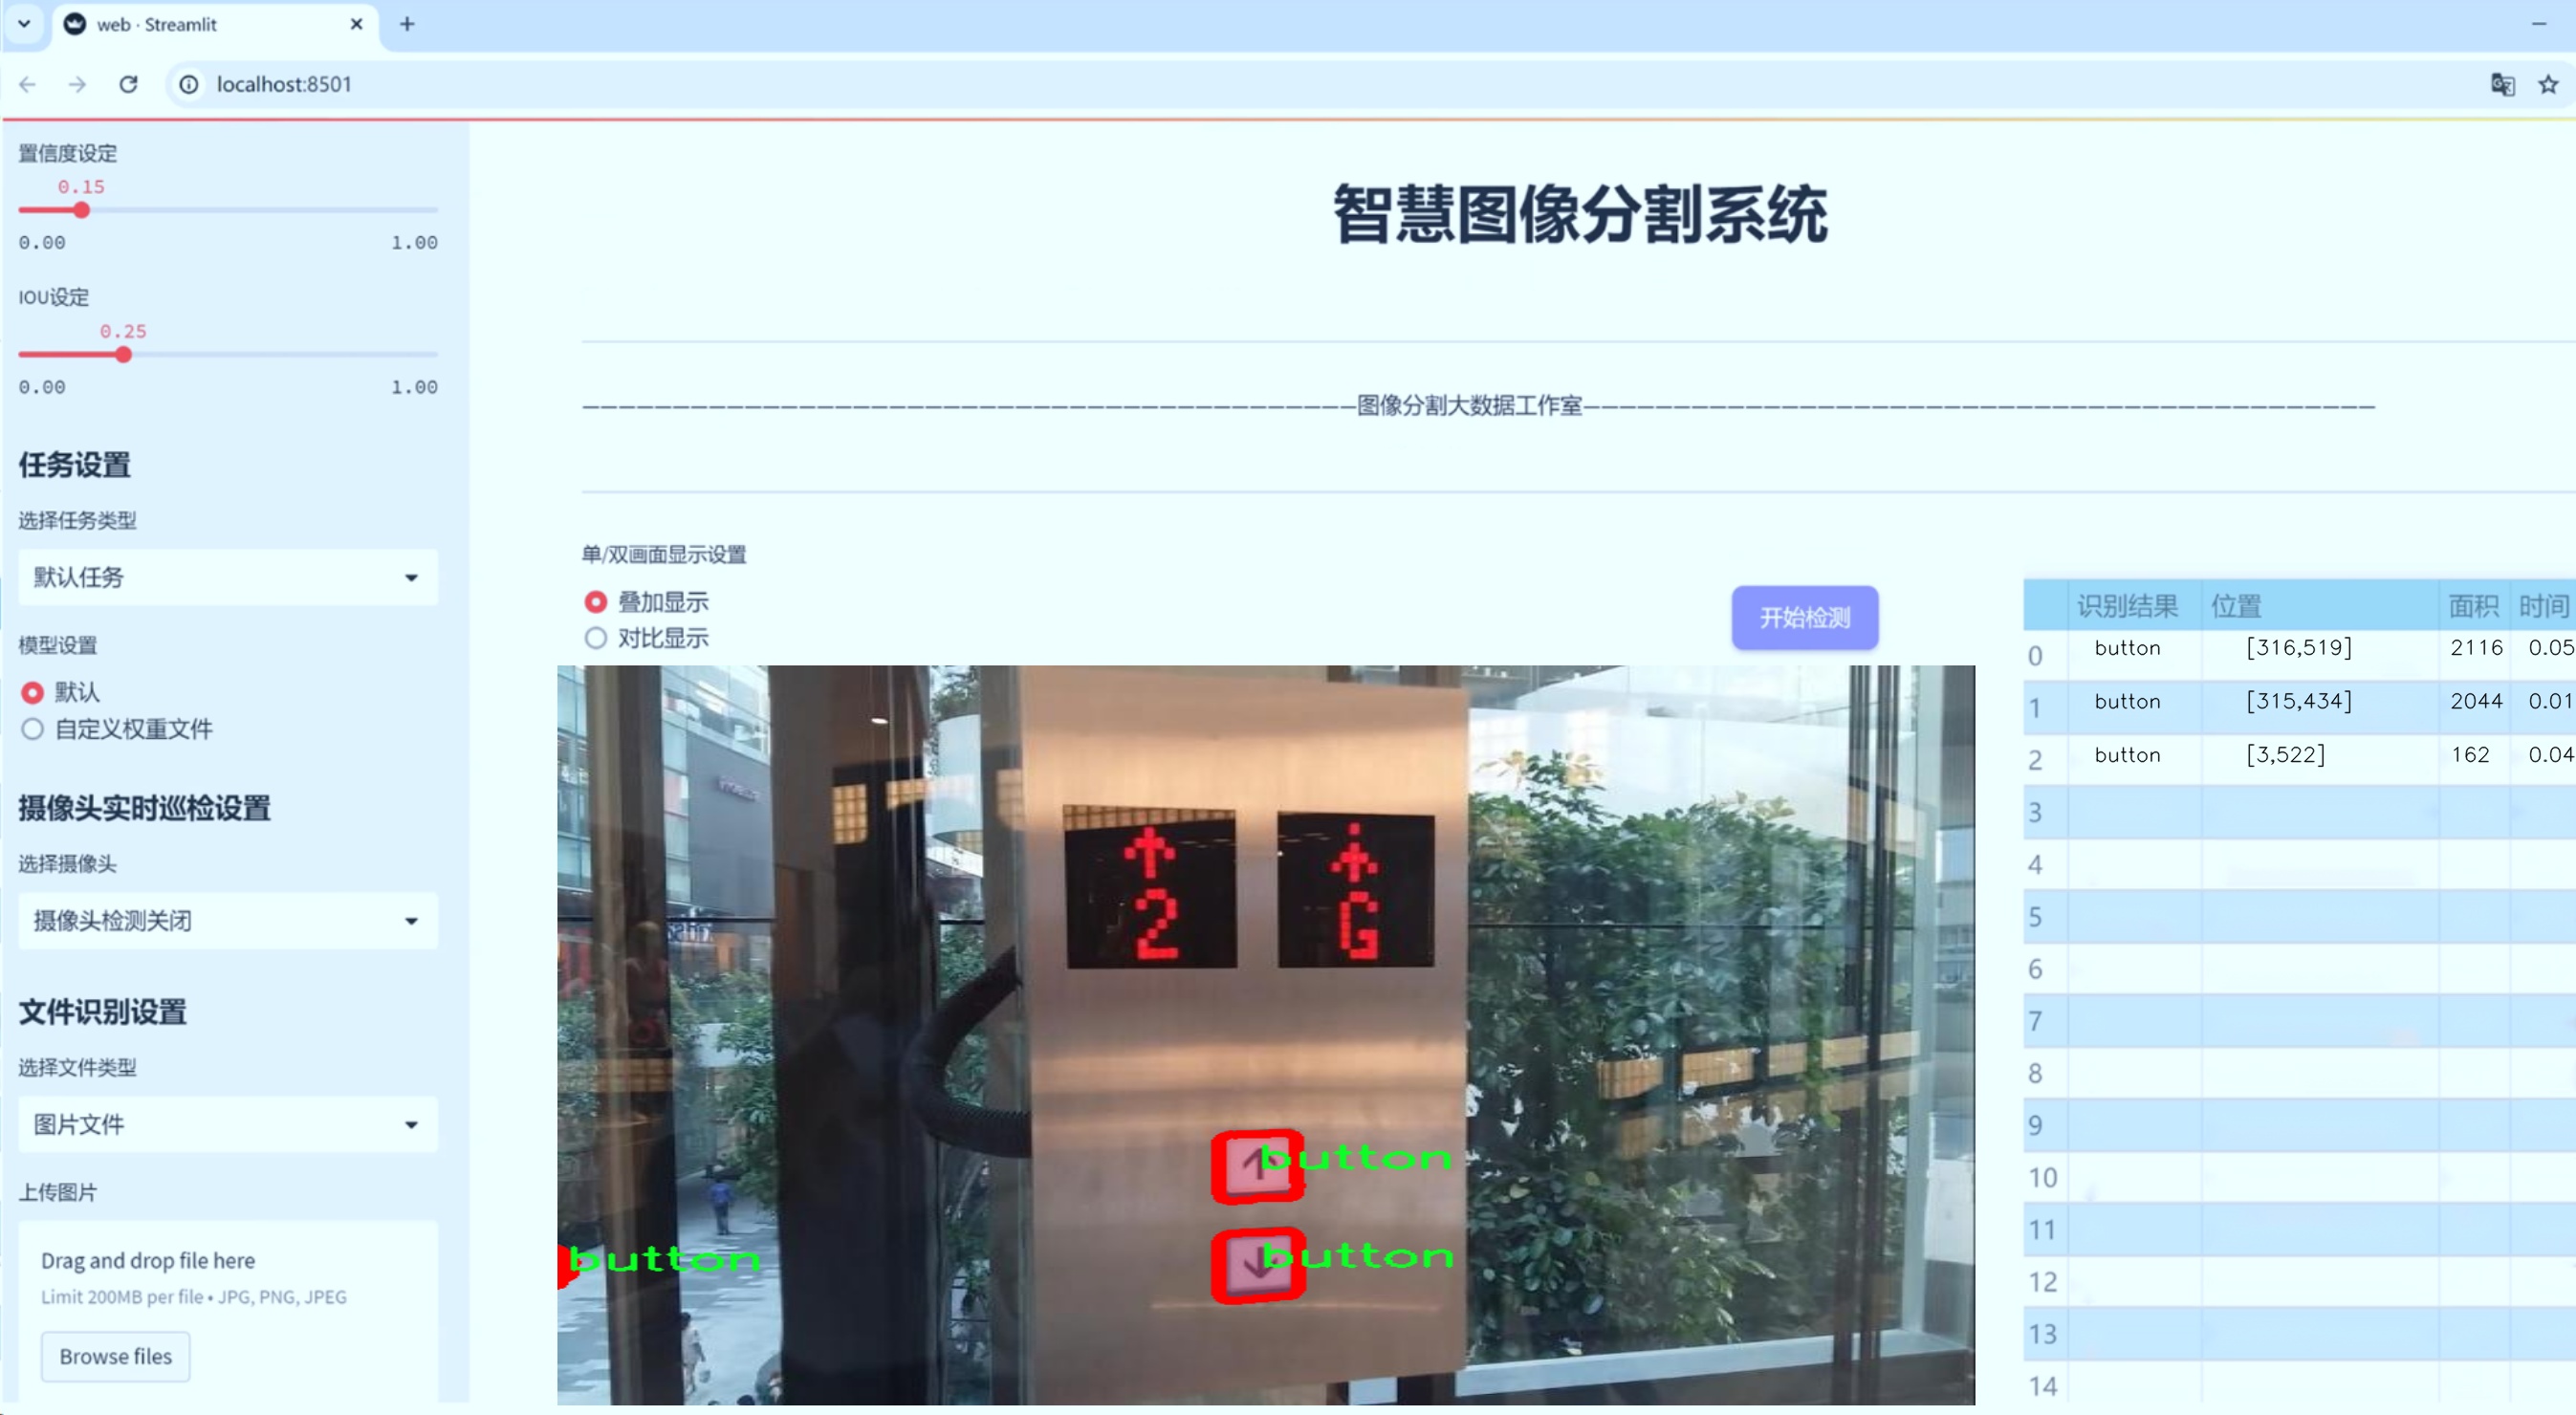 web · Streamlit
localhost:8501
置信度设定
0.15
0.00 1.00
IOU设定
0.25
0.00 1.00
任务设置
选择任务类型
默认任务
模型设置
默认
自定义权重文件
摄像头实时巡检设置
选择摄像头
摄像头检测关闭
文件识别设置
选择文件类型
图片文件
上传图片
Drag and drop file here
Limit 200MB per file • JPG, PNG, JPEG
Browse files
智慧图像分割系统
图像分割大数据工作室
单/双画面显示设置
叠加显示
对比显示
开始检测
2
G
button
button
button
识别结果 位置 面积 时间
0 button [316,519] 2116 0.05
1 button [315,434] 2044 0.01
2 button [3,522] 162 0.04
3
4
5
6
7
8
9
10
11
12
13
14